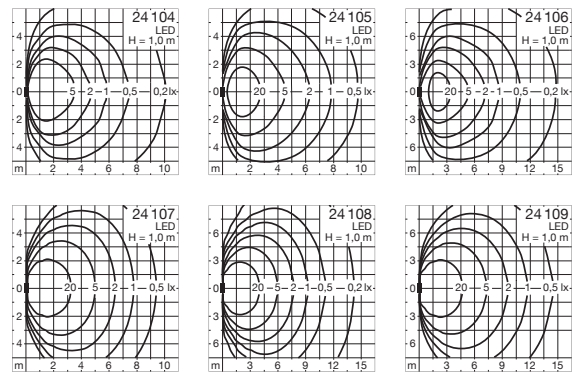 24 104
LED
H = 1,0 m
4
2
0
2
4
5 2 1 0,5 0,2 lx
m 2 4 6 8 10
24 105
LED
H = 1,0 m
4
2
0
2
4
20 5 2 1 0,5 lx
m 2 4 6 8 10
24 106
LED
H = 1,0 m
6
3
0
3
6
20 5 2 1 0,5 0,2 lx
m 3 6 9 12 15
24 107
LED
H = 1,0 m
4
2
0
2
4
20 5 2 1 0,5 lx
m 2 4 6 8 10
24 108
LED
H = 1,0 m
6
3
0
3
6
20 5 2 1 0,5 0,2 lx
m 3 6 9 12 15
24 109
LED
H = 1,0 m
6
3
0
3
6
20 5 2 1 0,5 lx
m 3 6 9 12 15